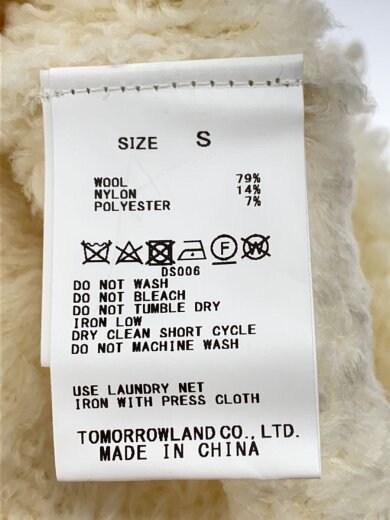 SIZE S
WOOL 79%
NYLON 14%
POLYESTER 7%
F W
DS006
DO NOT WASH
DO NOT BLEACH
DO NOT TUMBLE DRY
IRON LOW
DRY CLEAN SHORT CYCLE
DO NOT MACHINE WASH
USE LAUNDRY NET
IRON WITH PRESS CLOTH
TOMORROWLAND CO., LTD.
MADE IN CHINA